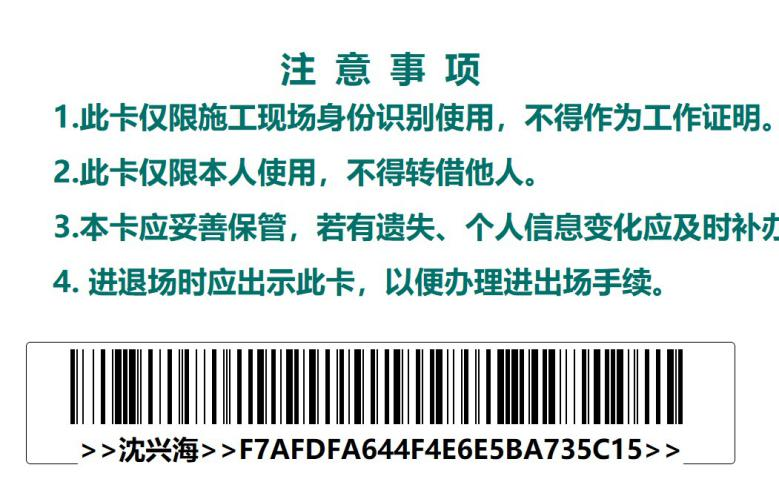 注意事项
1.此卡仅限施工现场身份识别使用，不得作为工作证明。
2.此卡仅限本人使用，不得转借他人。
3.本卡应妥善保管，若有遗失、个人信息变化应及时补办
4. 进退场时应出示此卡，以便办理进出场手续。
>>沈兴海>>F7AFDFA644F4E6E5BA735C15>>